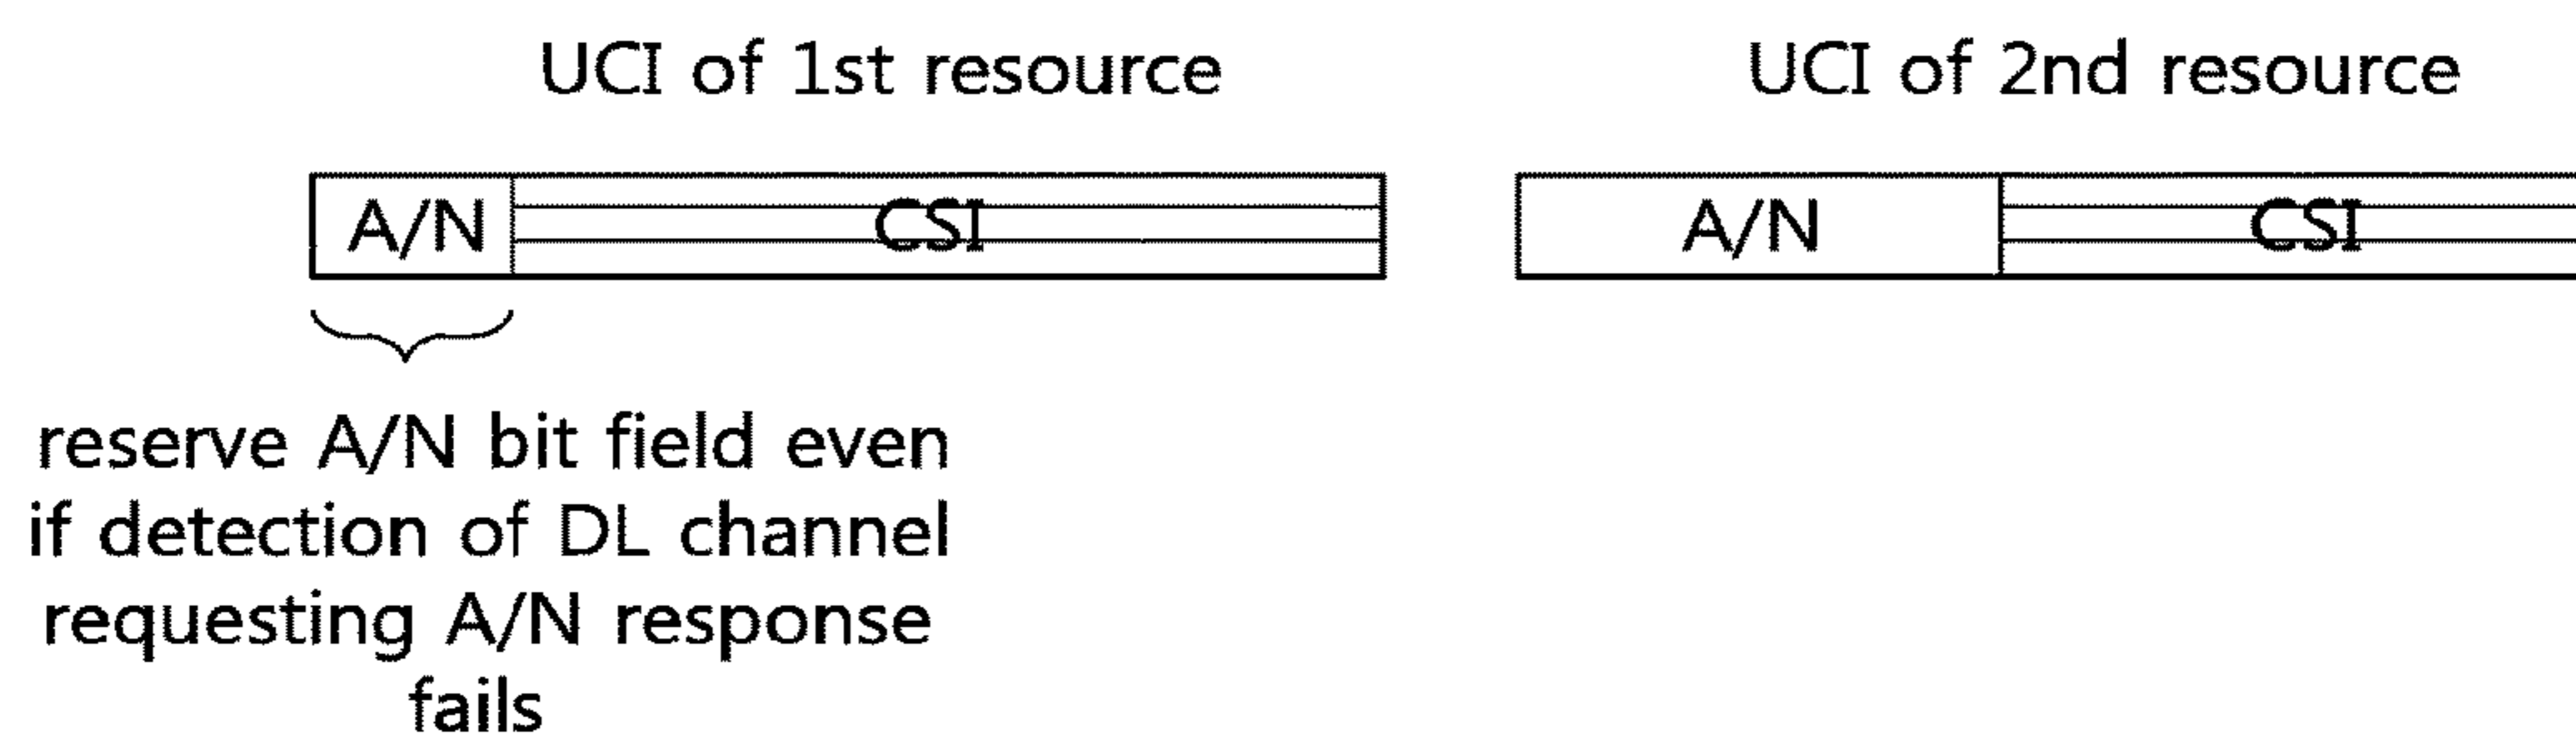 UCI of 1st resource
UCI of 2nd resource
A/N
CSI
A/N
CSI
reserve A/N bit field even
if detection of DL channel
requesting A/N response
fails